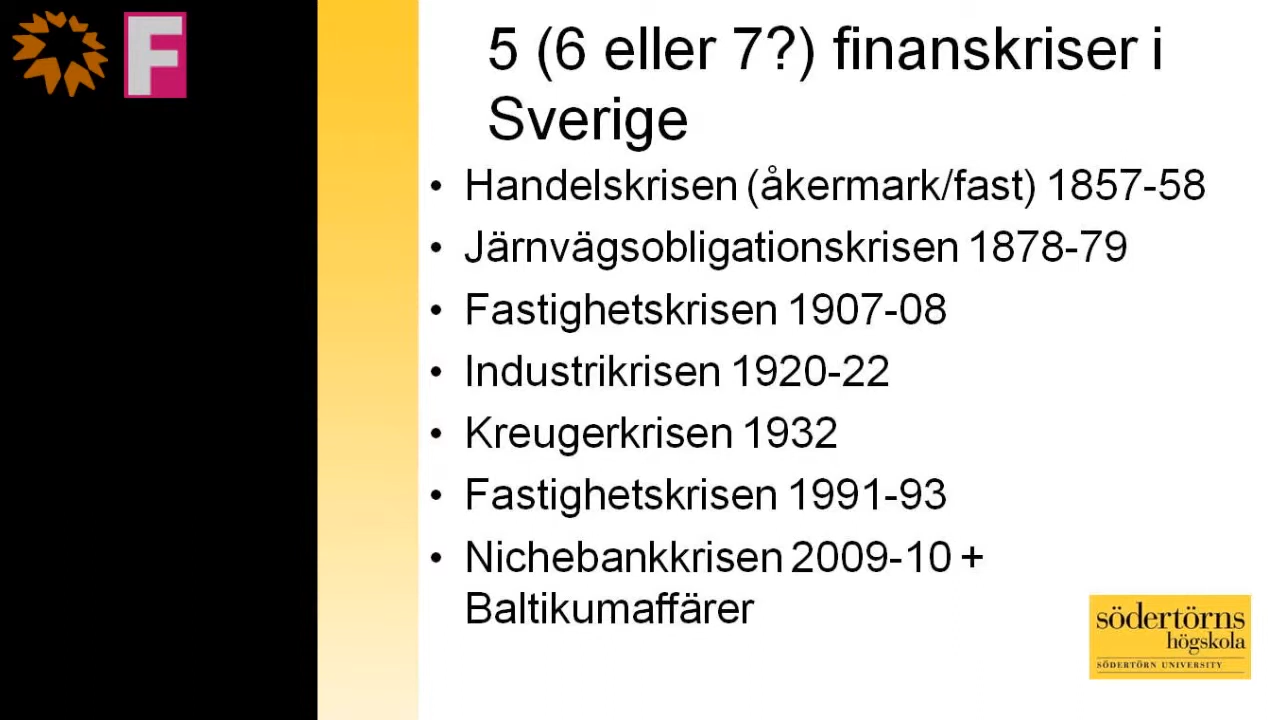 F
5 (6 eller 7?) finanskriser i
Sverige
• Handelskrisen (åkermark/fast) 1857-58
• Järnvägsobligationskrisen 1878-79
• Fastighetskrisen 1907-08
• Industrikrisen 1920-22
• Kreugerkrisen 1932
• Fastighetskrisen 1991-93
• Nichebankkrisen 2009-10 +
Baltikumaffärer
södertörns
högskola
SÖDERTÖRN UNIVERSITY